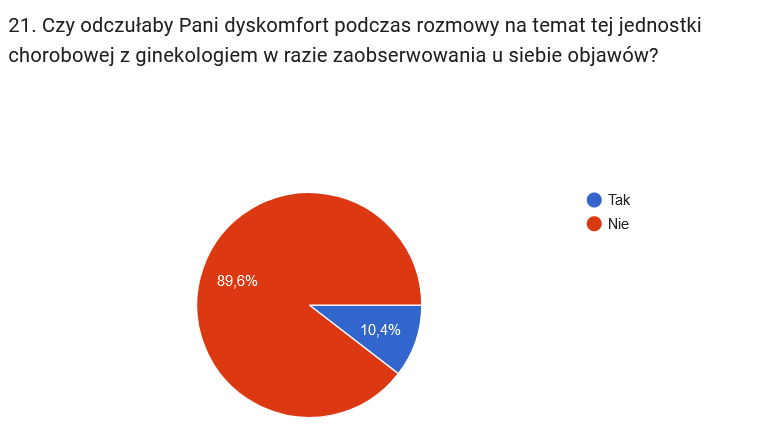 21. Czy odczułaby Pani dyskomfort podczas rozmowy na temat tej jednostki
chorobowej z ginekologiem w razie zaobserwowania u siebie objawów?
Tak
Nie
89,6%
10,4%